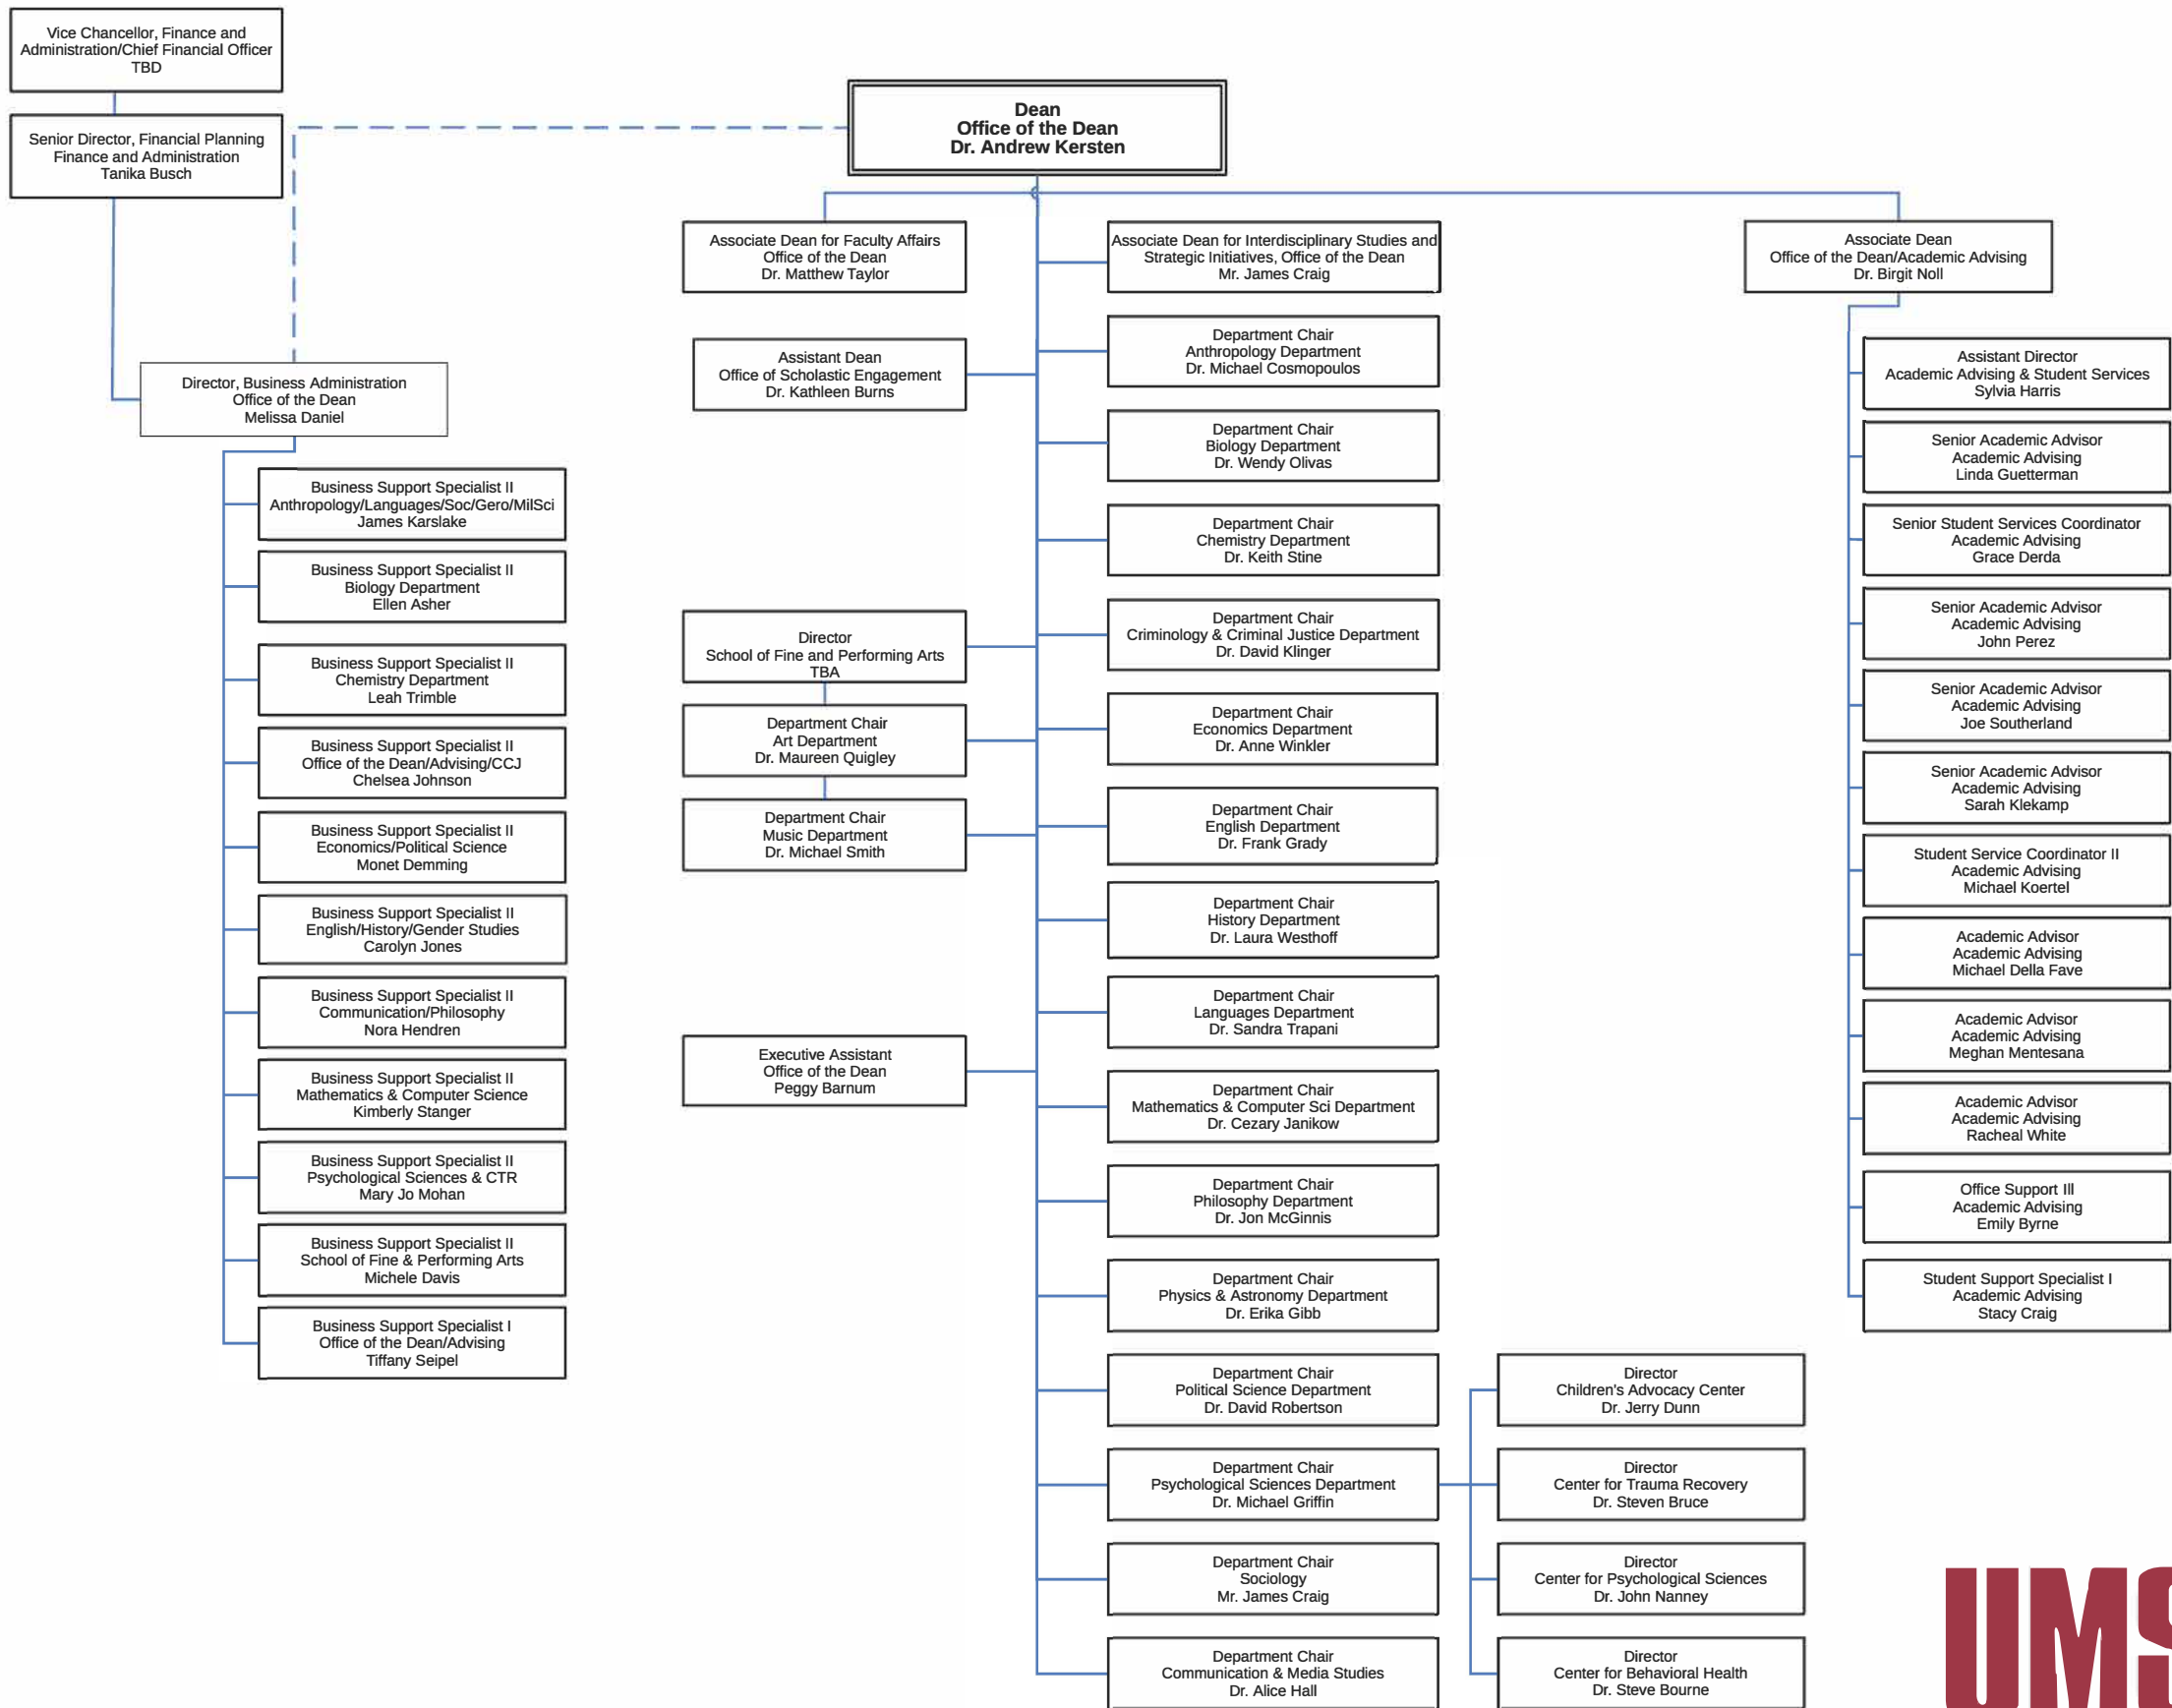 Vice Chancellor, Finance and
Administration/Chief Financial Officer
TBD
Senior Director, Financial Planning
Finance and Administration
Tanika Busch
Dean
Office of the Dean
Dr. Andrew Kersten
Director, Business Administration
Office of the Dean
Melissa Daniel
Business Support Specialist II
Anthropology/Languages/Soc/Gero/MilSci
James Karslake
Business Support Specialist II
Biology Department
Ellen Asher
Business Support Specialist II
Chemistry Department
Leah Trimble
Business Support Specialist II
Office of the Dean/Advising/CCJ
Chelsea Johnson
Business Support Specialist II
Economics/Political Science
Monet Demming
Business Support Specialist II
English/History/Gender Studies
Carolyn Jones
Business Support Specialist II
Communication/Philosophy
Nora Hendren
Business Support Specialist II
Mathematics & Computer Science
Kimberly Stanger
Business Support Specialist II
Psychological Sciences & CTR
Mary Jo Mohan
Business Support Specialist II
School of Fine & Performing Arts
Michele Davis
Business Support Specialist I
Office of the Dean/Advising
Tiffany Seipel
Associate Dean for Faculty Affairs
Office of the Dean
Dr. Matthew Taylor
Assistant Dean
Office of Scholastic Engagement
Dr. Kathleen Burns
Director
School of Fine and Performing Arts
TBA
Department Chair
Art Department
Dr. Maureen Quigley
Department Chair
Music Department
Dr. Michael Smith
Executive Assistant
Office of the Dean
Peggy Barnum
Associate Dean for Interdisciplinary Studies and
Strategic Initiatives, Office of the Dean
Mr. James Craig
Department Chair
Anthropology Department
Dr. Michael Cosmopoulos
Department Chair
Biology Department
Dr. Wendy Olivas
Department Chair
Chemistry Department
Dr. Keith Stine
Department Chair
Criminology & Criminal Justice Department
Dr. David Klinger
Department Chair
Economics Department
Dr. Anne Winkler
Department Chair
English Department
Dr. Frank Grady
Department Chair
History Department
Dr. Laura Westhoff
Department Chair
Languages Department
Dr. Sandra Trapani
Department Chair
Mathematics & Computer Sci Department
Dr. Cezary Janikow
Department Chair
Philosophy Department
Dr. Jon McGinnis
Department Chair
Physics & Astronomy Department
Dr. Erika Gibb
Department Chair
Political Science Department
Dr. David Robertson
Department Chair
Psychological Sciences Department
Dr. Michael Griffin
Department Chair
Sociology
Mr. James Craig
Department Chair
Communication & Media Studies
Dr. Alice Hall
Director
Children's Advocacy Center
Dr. Jerry Dunn
Director
Center for Trauma Recovery
Dr. Steven Bruce
Director
Center for Psychological Sciences
Dr. John Nanney
Director
Center for Behavioral Health
Dr. Steve Bourne
Associate Dean
Office of the Dean/Academic Advising
Dr. Birgit Noll
Assistant Director
Academic Advising & Student Services
Sylvia Harris
Senior Academic Advisor
Academic Advising
Linda Guetterman
Senior Student Services Coordinator
Academic Advising
Grace Derda
Senior Academic Advisor
Academic Advising
John Perez
Senior Academic Advisor
Academic Advising
Joe Southerland
Senior Academic Advisor
Academic Advising
Sarah Klekamp
Student Service Coordinator II
Academic Advising
Michael Koertel
Academic Advisor
Academic Advising
Michael Della Fave
Academic Advisor
Academic Advising
Meghan Mentesana
Academic Advisor
Academic Advising
Racheal White
Office Support Ill
Academic Advising
Emily Byrne
Student Support Specialist I
Academic Advising
Stacy Craig
UMS